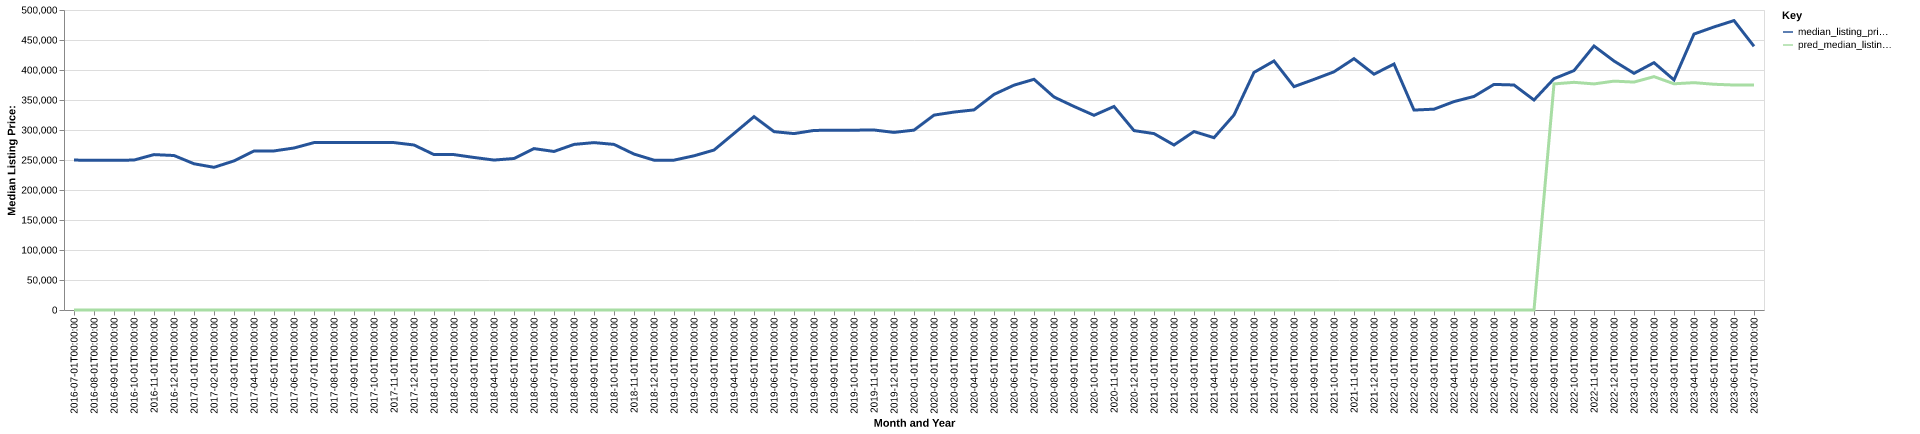 500,000
450,000
400,000
350,000
300,000
250,000
200,000
150,000
100,000
50,000
0
Median Listing Price:
2016-07-01T00:00:00
2016-08-01T00:00:00
2016-09-01T00:00:00
2016-10-01T00:00:00
2016-11-01T00:00:00
2016-12-01T00:00:00
2017-01-01T00:00:00
2017-02-01T00:00:00
2017-03-01T00:00:00
2017-04-01T00:00:00
2017-05-01T00:00:00
2017-06-01T00:00:00
2017-07-01T00:00:00
2017-08-01T00:00:00
2017-09-01T00:00:00
2017-10-01T00:00:00
2017-11-01T00:00:00
2017-12-01T00:00:00
2018-01-01T00:00:00
2018-02-01T00:00:00
2018-03-01T00:00:00
2018-04-01T00:00:00
2018-05-01T00:00:00
2018-06-01T00:00:00
2018-07-01T00:00:00
2018-08-01T00:00:00
2018-09-01T00:00:00
2018-10-01T00:00:00
2018-11-01T00:00:00
2018-12-01T00:00:00
2019-01-01T00:00:00
2019-02-01T00:00:00
2019-03-01T00:00:00
2019-04-01T00:00:00
2019-05-01T00:00:00
2019-06-01T00:00:00
2019-07-01T00:00:00
2019-08-01T00:00:00
2019-09-01T00:00:00
2019-10-01T00:00:00
2019-11-01T00:00:00
2019-12-01T00:00:00
2020-01-01T00:00:00
2020-02-01T00:00:00
2020-03-01T00:00:00
2020-04-01T00:00:00
2020-05-01T00:00:00
2020-06-01T00:00:00
2020-07-01T00:00:00
2020-08-01T00:00:00
2020-09-01T00:00:00
2020-10-01T00:00:00
2020-11-01T00:00:00
2020-12-01T00:00:00
2021-01-01T00:00:00
2021-02-01T00:00:00
2021-03-01T00:00:00
2021-04-01T00:00:00
2021-05-01T00:00:00
2021-06-01T00:00:00
2021-07-01T00:00:00
2021-08-01T00:00:00
2021-09-01T00:00:00
2021-10-01T00:00:00
2021-11-01T00:00:00
2021-12-01T00:00:00
2022-01-01T00:00:00
2022-02-01T00:00:00
2022-03-01T00:00:00
2022-04-01T00:00:00
2022-05-01T00:00:00
2022-06-01T00:00:00
2022-07-01T00:00:00
2022-08-01T00:00:00
2022-09-01T00:00:00
2022-10-01T00:00:00
2022-11-01T00:00:00
2022-12-01T00:00:00
2023-01-01T00:00:00
2023-02-01T00:00:00
2023-03-01T00:00:00
2023-04-01T00:00:00
2023-05-01T00:00:00
2023-06-01T00:00:00
2023-07-01T00:00:00
Month and Year
Key
median_listing_pri…
pred_median_listin…